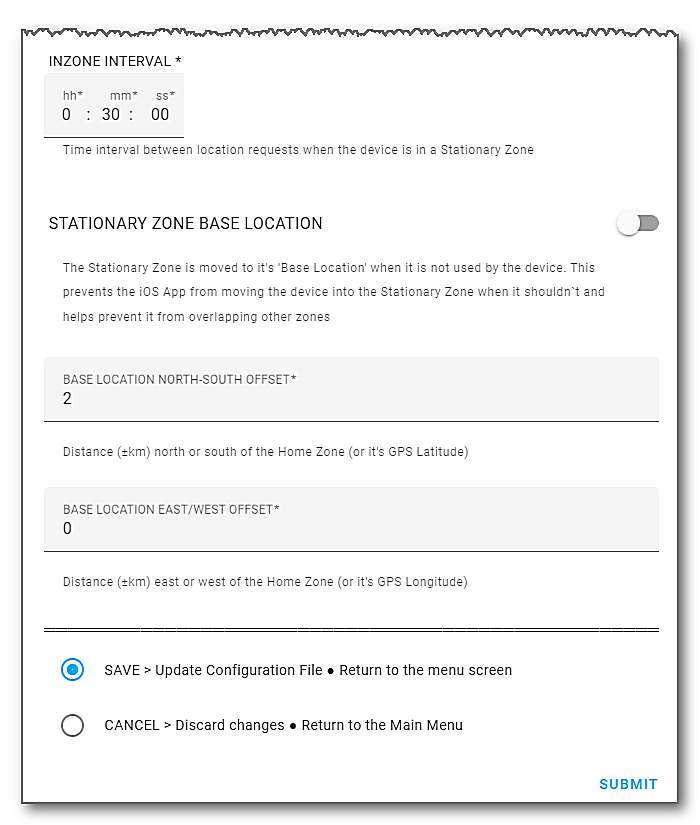 INZONE INTERVAL *
hh* mm* ss*
0 : 30 : 00
Time interval between location requests when the device is in a Stationary Zone
STATIONARY ZONE BASE LOCATION
The Stationary Zone is moved to it's 'Base Location' when it is not used by the device. This
prevents the iOS App from moving the device into the Stationary Zone when it shouldn`t and
helps prevent it from overlapping other zones
BASE LOCATION NORTH-SOUTH OFFSET*
2
Distance (±km) north or south of the Home Zone (or it's GPS Latitude)
BASE LOCATION EAST/WEST OFFSET*
0
Distance (±km) east or west of the Home Zone (or it's GPS Longitude)
SAVE > Update Configuration File ● Return to the menu screen
CANCEL > Discard changes ● Return to the Main Menu
SUBMIT